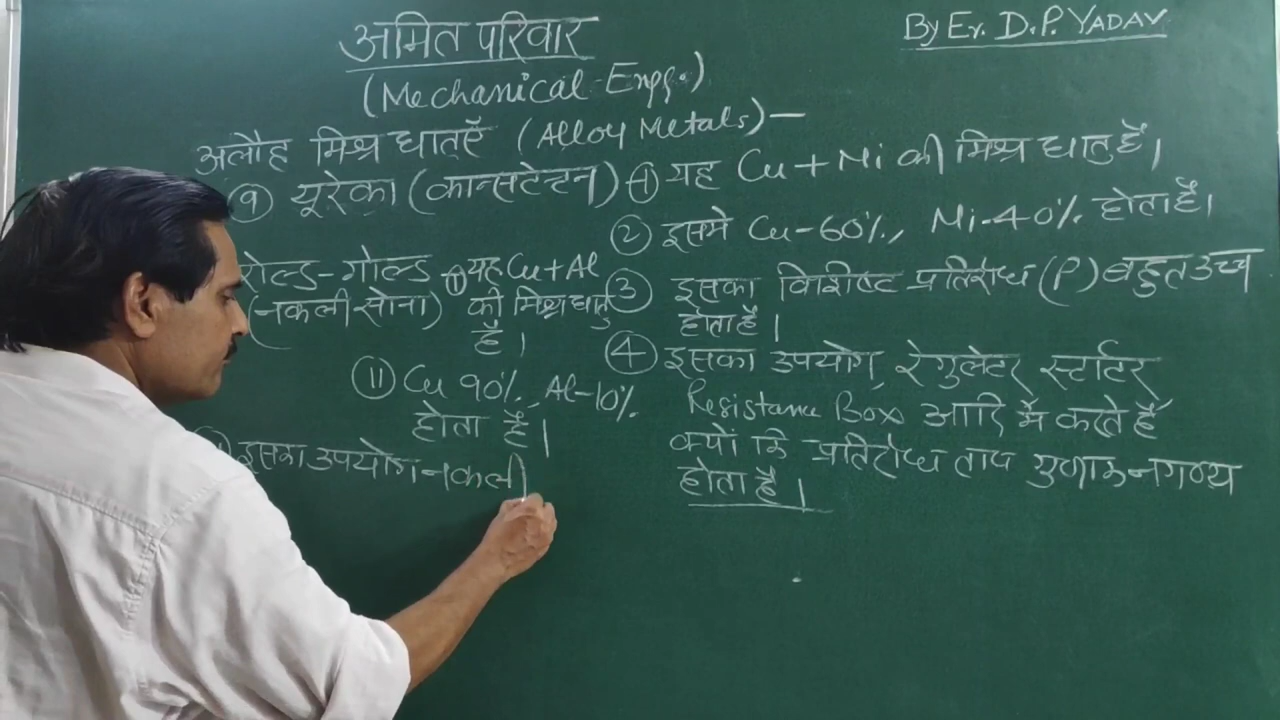 अमित परिवार
By Er. D.P. YADAV
(Mechanical Engg.)
अलौह मिश्र धातुएँ (Alloy Metals) —
9 यूरेका (कान्सटेन्टन) - 1 यह Cu + Ni की मिश्र धातु है।
2 इसमे Cu-60%, Ni-40% होता है।
3 इसका विशिष्ट प्रतिरोध (ρ) बहुत उच्च
होता है।
4 इसका उपयोग, रेगुलेटर स्टार्टर
Resistance Box आदि में करते हैं
क्यों कि प्रतिरोध ताप गुणांक नगण्य
होता है।
रोल्ड-गोल्ड - ① यह Cu + Al
(नकली सोना) की मिश्र धातु
है।
11 Cu 90%, Al-10%
होता है।
इसका उपयोग नकली